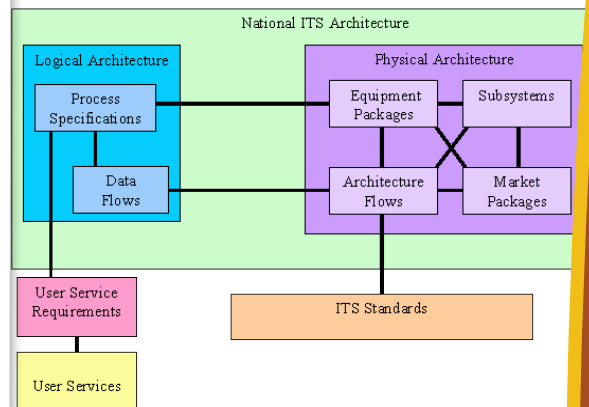 National ITS Architecture
Logical Architecture
Process
Specifications
Data
Flows
Physical Architecture
Equipment
Packages
Subsystems
Architecture
Flows
Market
Packages
User Service
Requirements
ITS Standards
User Services